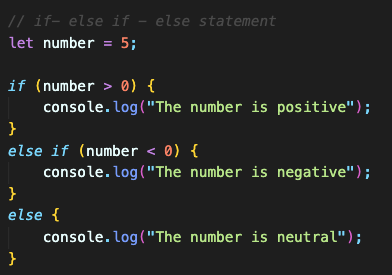 // if- else if - else statement
let number = 5;
if (number > 0) {
    console.log("The number is positive");
}
else if (number < 0) {
    console.log("The number is negative");
}
else {
    console.log("The number is neutral");
}